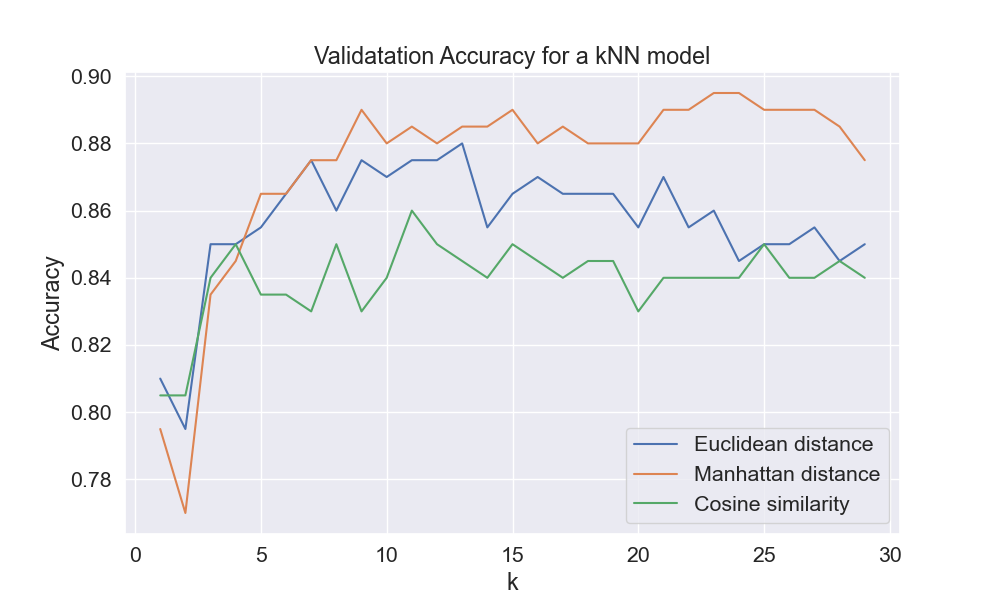 Validatation Accuracy for a kNN model
Accuracy
0.90
0.88
0.86
0.84
0.82
0.80
0.78
0 5 10 15 20 25 30
k
Euclidean distance
Manhattan distance
Cosine similarity